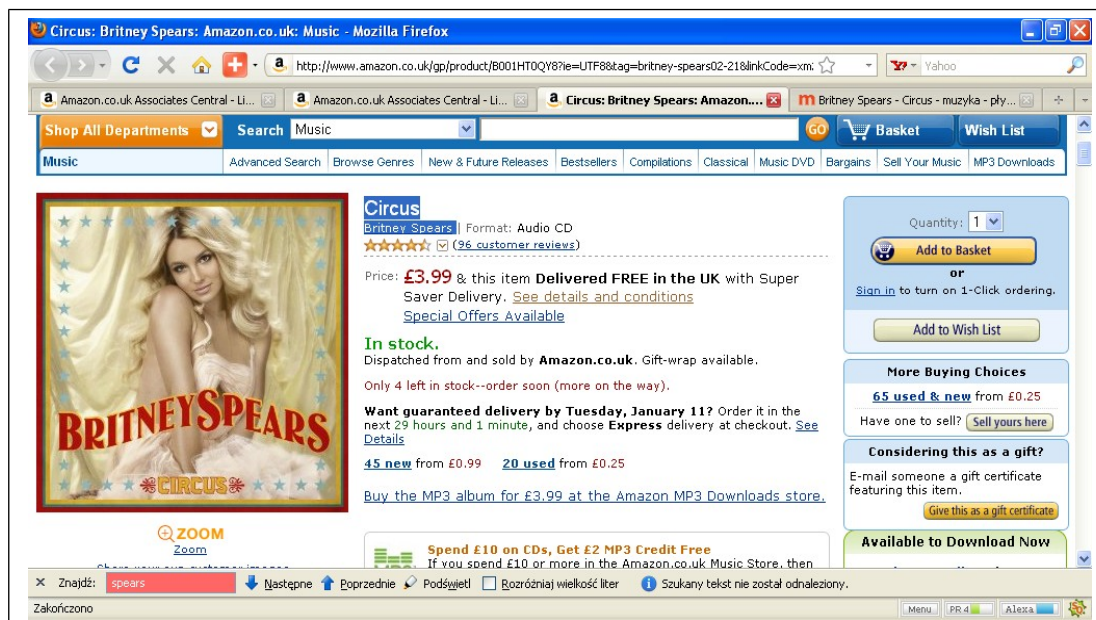 Circus: Britney Spears: Amazon.co.uk: Music - Mozilla Firefox
http://www.amazon.co.uk/gp/product/B001HT0QY8?ie=UTF8&tag=britney-spears02-21&linkCode=xm:
Yahoo
Amazon.co.uk Associates Central - Li...
Amazon.co.uk Associates Central - Li...
Circus: Britney Spears: Amazon....
Britney Spears - Circus - muzyka - pły...
Shop All Departments
Search Music
GO
Basket
Wish List
Music
Advanced Search
Browse Genres
New & Future Releases
Bestsellers
Compilations
Classical
Music DVD
Bargains
Sell Your Music
MP3 Downloads
BRITNEY SPEARS
CIRCUS
ZOOM
Zoom
Circus
Britney Spears | Format: Audio CD
(96 customer reviews)
Price: £3.99 & this item Delivered FREE in the UK with Super
Saver Delivery. See details and conditions
Special Offers Available
In stock.
Dispatched from and sold by Amazon.co.uk. Gift-wrap available.
Only 4 left in stock--order soon (more on the way).
Want guaranteed delivery by Tuesday, January 11? Order it in the
next 29 hours and 1 minute, and choose Express delivery at checkout. See
Details
45 new from £0.99 20 used from £0.25
Buy the MP3 album for £3.99 at the Amazon MP3 Downloads store.
Spend £10 on CDs, Get £2 MP3 Credit Free
If you spend £10 or more in the Amazon.co.uk Music Store, then
Quantity: 1
Add to Basket
or
Sign in to turn on 1-Click ordering.
Add to Wish List
More Buying Choices
65 used & new from £0.25
Have one to sell? Sell yours here
Considering this as a gift?
E-mail someone a gift certificate
featuring this item.
Give this as a gift certificate
Available to Download Now
Znajdź: spears Następne Poprzednie Podświetl Rozróżniaj wielkość liter Szukany tekst nie został odnaleziony.
Zakończono
Menu PR 4 Alexa